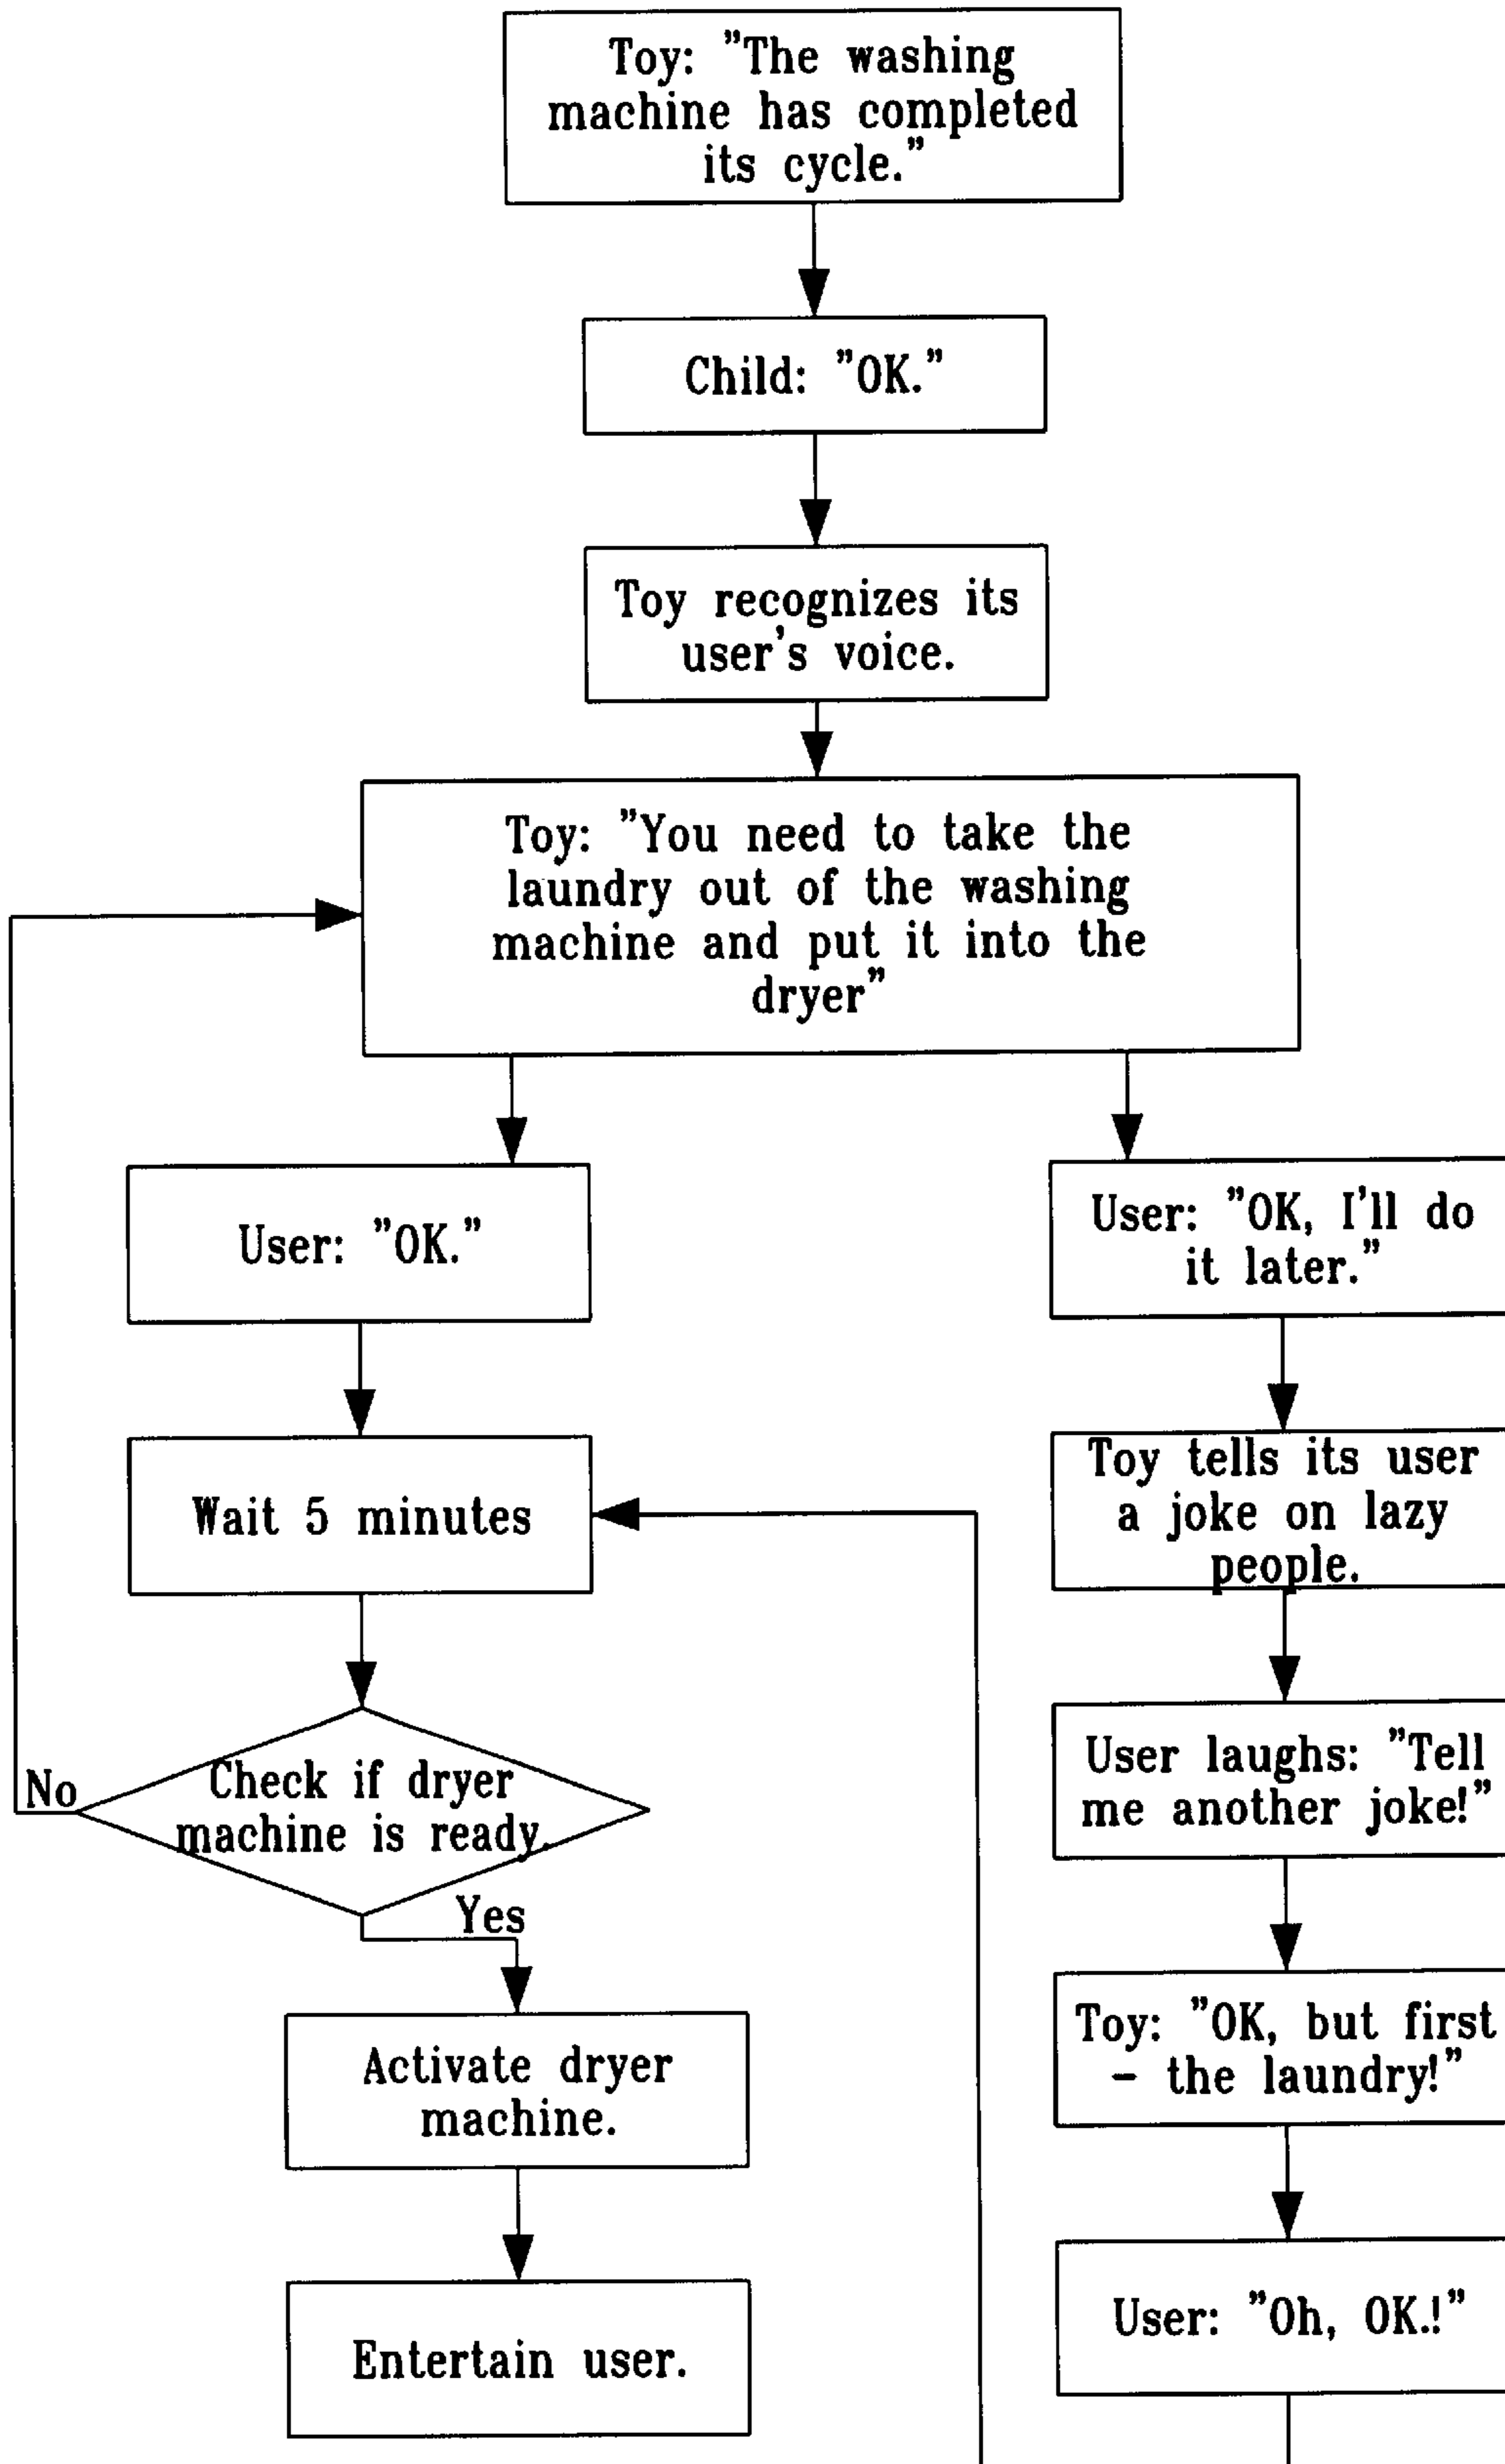 Toy: ”The washing
machine has completed
its cycle.”
Child: ”OK.”
Toy recognizes its
user's voice.
Toy: ”You need to take the
laundry out of the washing
machine and put it into the
dryer”
User: ”OK.”
Wait 5 minutes
Check if dryer
machine is ready.
No
Yes
Activate dryer
machine.
Entertain user.
User: ”OK, I'll do
it later.”
Toy tells its user
a joke on lazy
people.
User laughs: ”Tell
me another joke!”
Toy: ”OK, but first
– the laundry!”
User: ”Oh, OK.!”